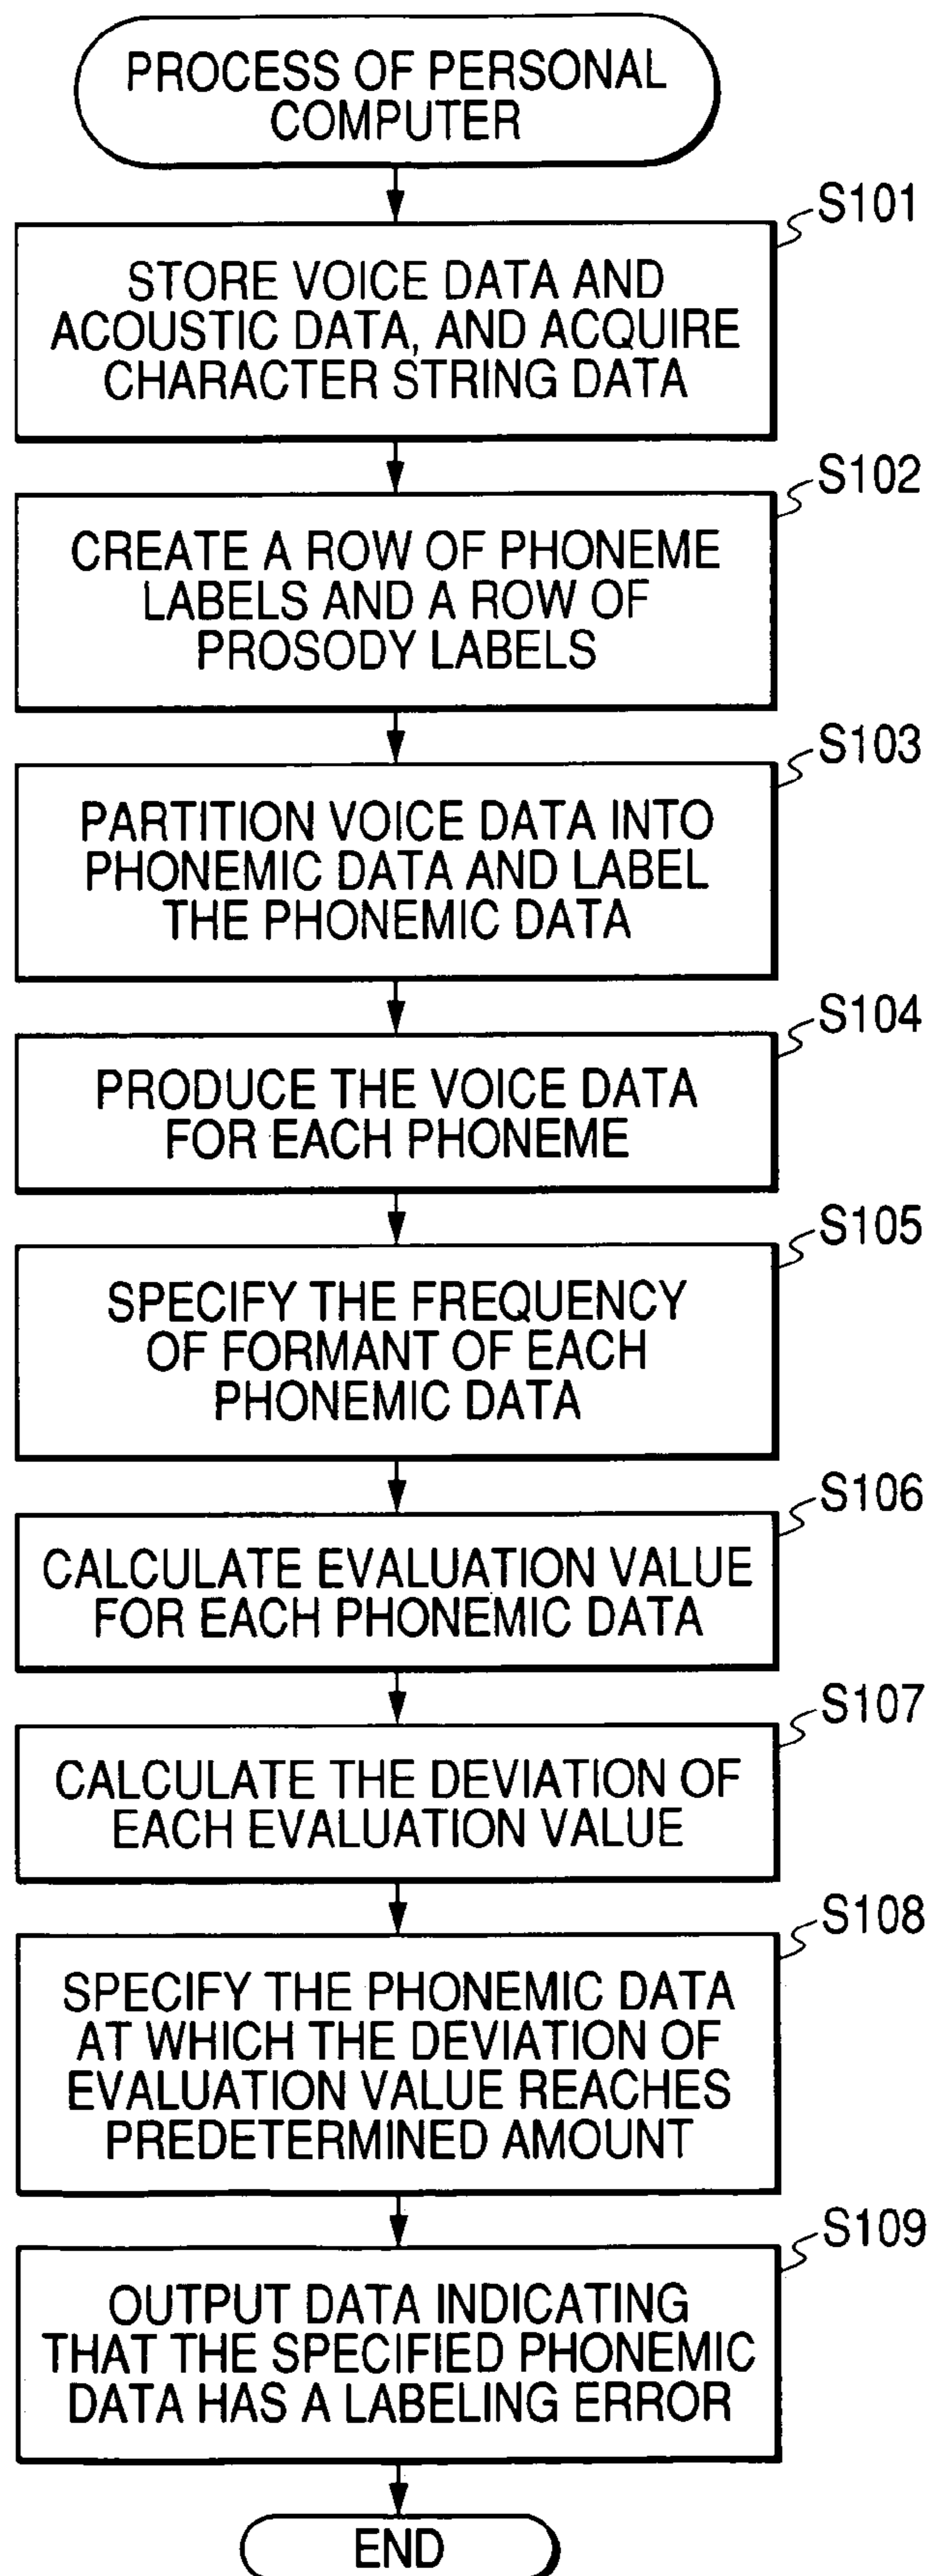 PROCESS OF PERSONAL
COMPUTER
S101
STORE VOICE DATA AND
ACOUSTIC DATA, AND ACQUIRE
CHARACTER STRING DATA
S102
CREATE A ROW OF PHONEME
LABELS AND A ROW OF
PROSODY LABELS
S103
PARTITION VOICE DATA INTO
PHONEMIC DATA AND LABEL
THE PHONEMIC DATA
S104
PRODUCE THE VOICE DATA
FOR EACH PHONEME
S105
SPECIFY THE FREQUENCY
OF FORMANT OF EACH
PHONEMIC DATA
S106
CALCULATE EVALUATION VALUE
FOR EACH PHONEMIC DATA
S107
CALCULATE THE DEVIATION OF
EACH EVALUATION VALUE
S108
SPECIFY THE PHONEMIC DATA
AT WHICH THE DEVIATION OF
EVALUATION VALUE REACHES
PREDETERMINED AMOUNT
S109
OUTPUT DATA INDICATING
THAT THE SPECIFIED PHONEMIC
DATA HAS A LABELING ERROR
END